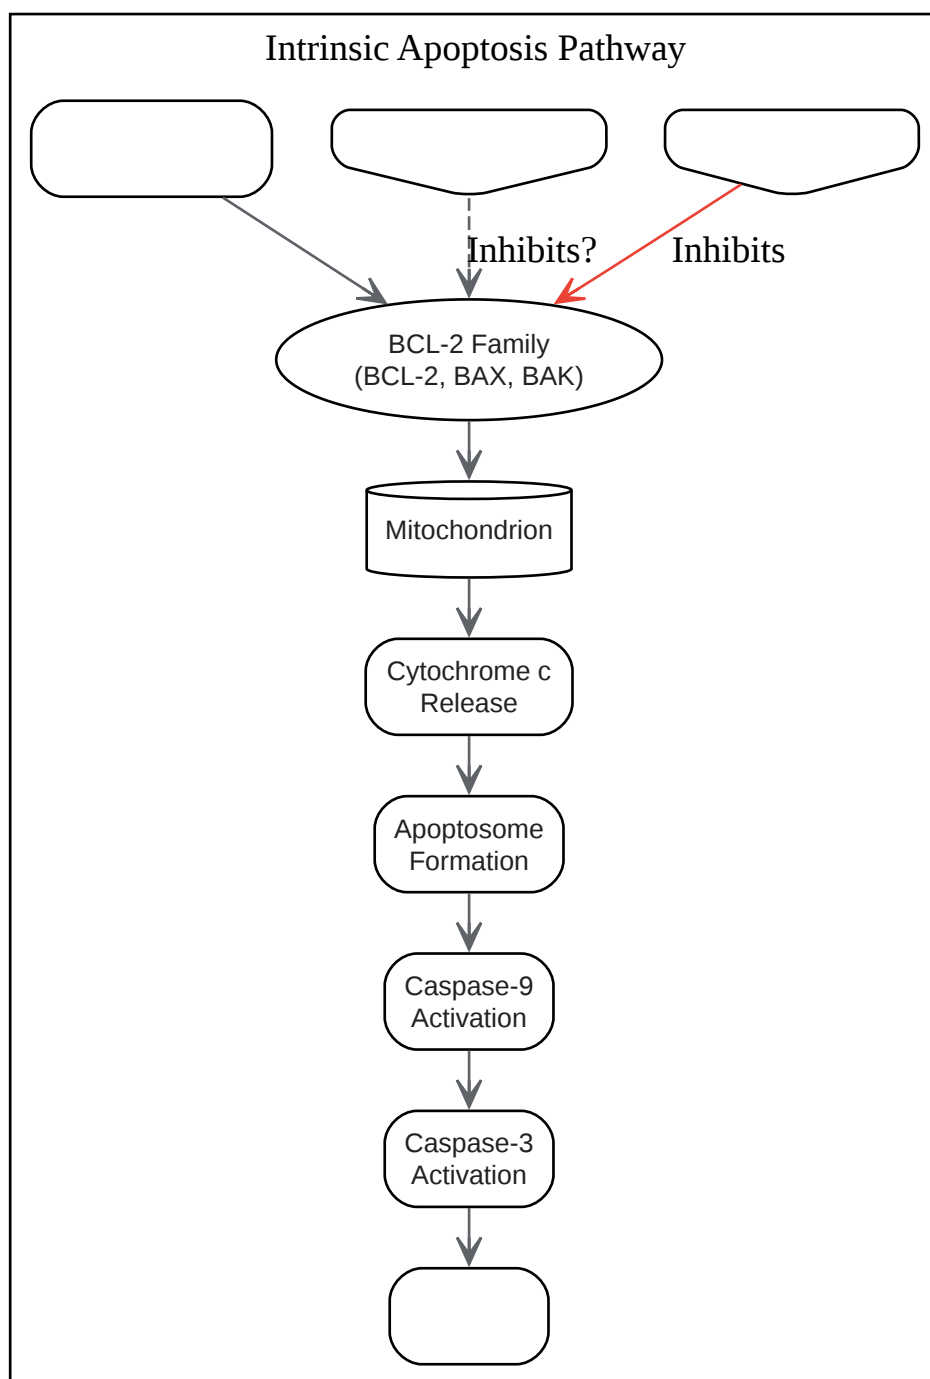 Intrinsic Apoptosis Pathway
Inhibits?
Inhibits
BCL-2 Family
(BCL-2, BAX, BAK)
Mitochondrion
Cytochrome c
Release
Apoptosome
Formation
Caspase-9
Activation
Caspase-3
Activation